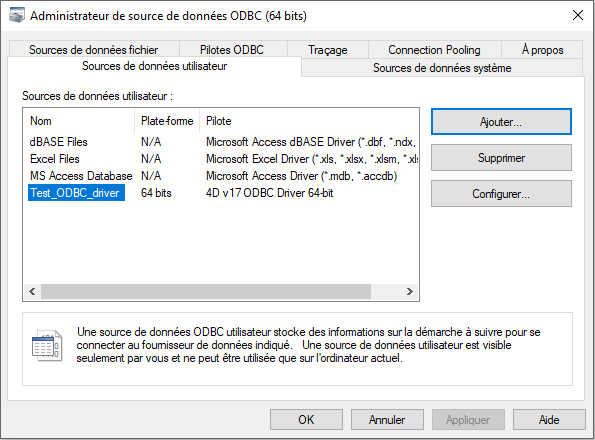 Administrateur de source de données ODBC (64 bits)
Sources de données fichier Pilotes ODBC Traçage Connection Pooling À propos
Sources de données utilisateur Sources de données système
Sources de données utilisateur :
Nom Plate-forme Pilote
dBASE Files N/A Microsoft Access dBASE Driver (*.dbf, *.ndx,
Excel Files N/A Microsoft Excel Driver (*.xls, *.xlsx, *.xlsm, *.xls
MS Access Database N/A Microsoft Access Driver (*.mdb, *.accdb)
Test_ODBC_driver 64 bits 4D v17 ODBC Driver 64-bit
Ajouter...
Supprimer
Configurer...
Une source de données ODBC utilisateur stocke des informations sur la démarche à suivre pour se
connecter au fournisseur de données indiqué. Une source de données utilisateur est visible
seulement par vous et ne peut être utilisée que sur l'ordinateur actuel.
OK Annuler Appliquer Aide